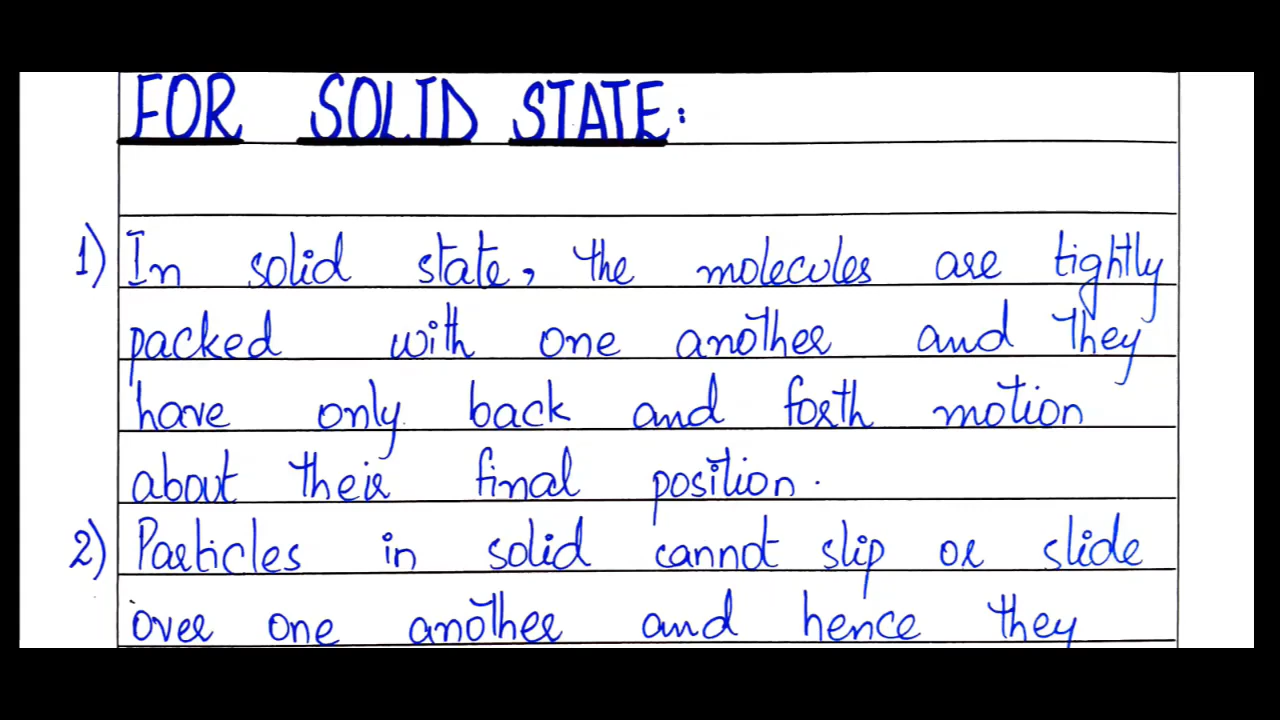 FOR SOLID STATE:
1) In solid state, the molecules are tightly
packed with one another and they
have only back and forth motion
about their final position.
2) Particles in solid cannot slip or slide
over one another and hence they